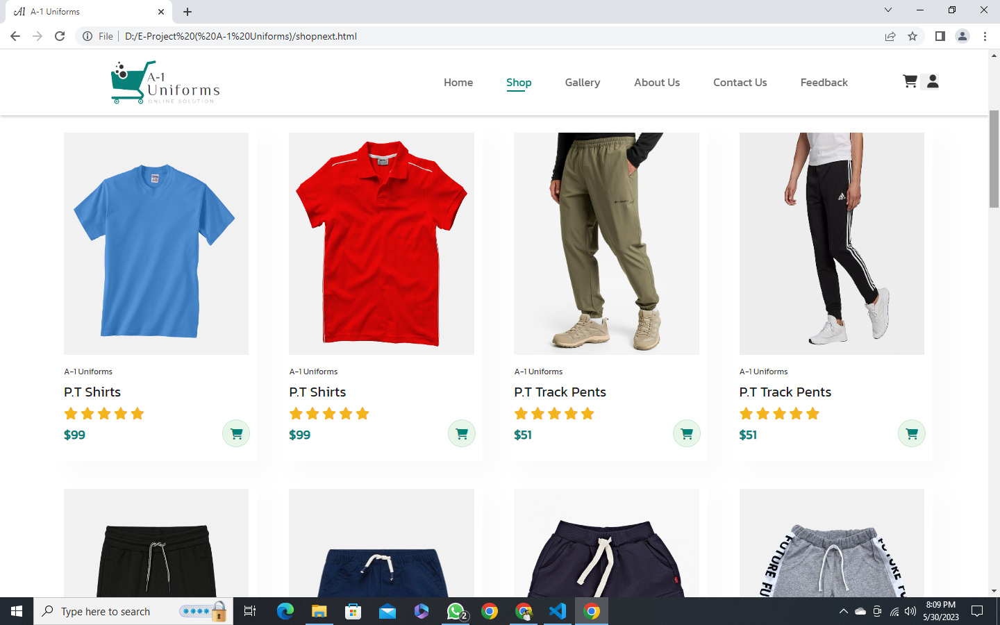 A1 A-1 Uniforms
File D:/E-Project%20(%20A-1%20Uniforms)/shopnext.html
A-1
Uniforms
ONLINE SOLUTION
Home Shop Gallery About Us Contact Us Feedback
A-1 Uniforms A-1 Uniforms A-1 Uniforms A-1 Uniforms
P.T Shirts P.T Shirts P.T Track Pents P.T Track Pents
$99 $99 $51 $51
FUTURE FU
FUTURE
Type here to search
2
8:09 PM
5/30/2023